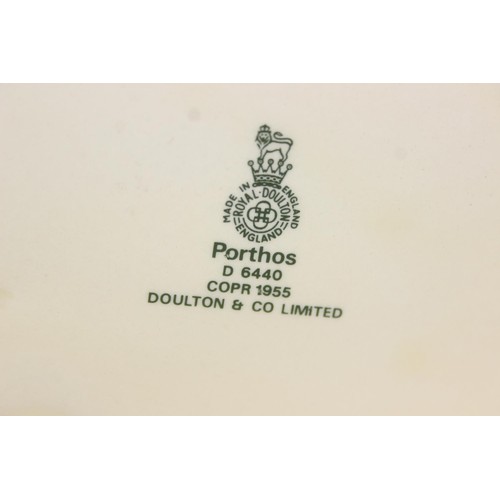 MADE IN ENGLAND
ROYAL·DOULTON
ENGLAND
Porthos
D 6440
COPR 1955
DOULTON & CO LIMITED